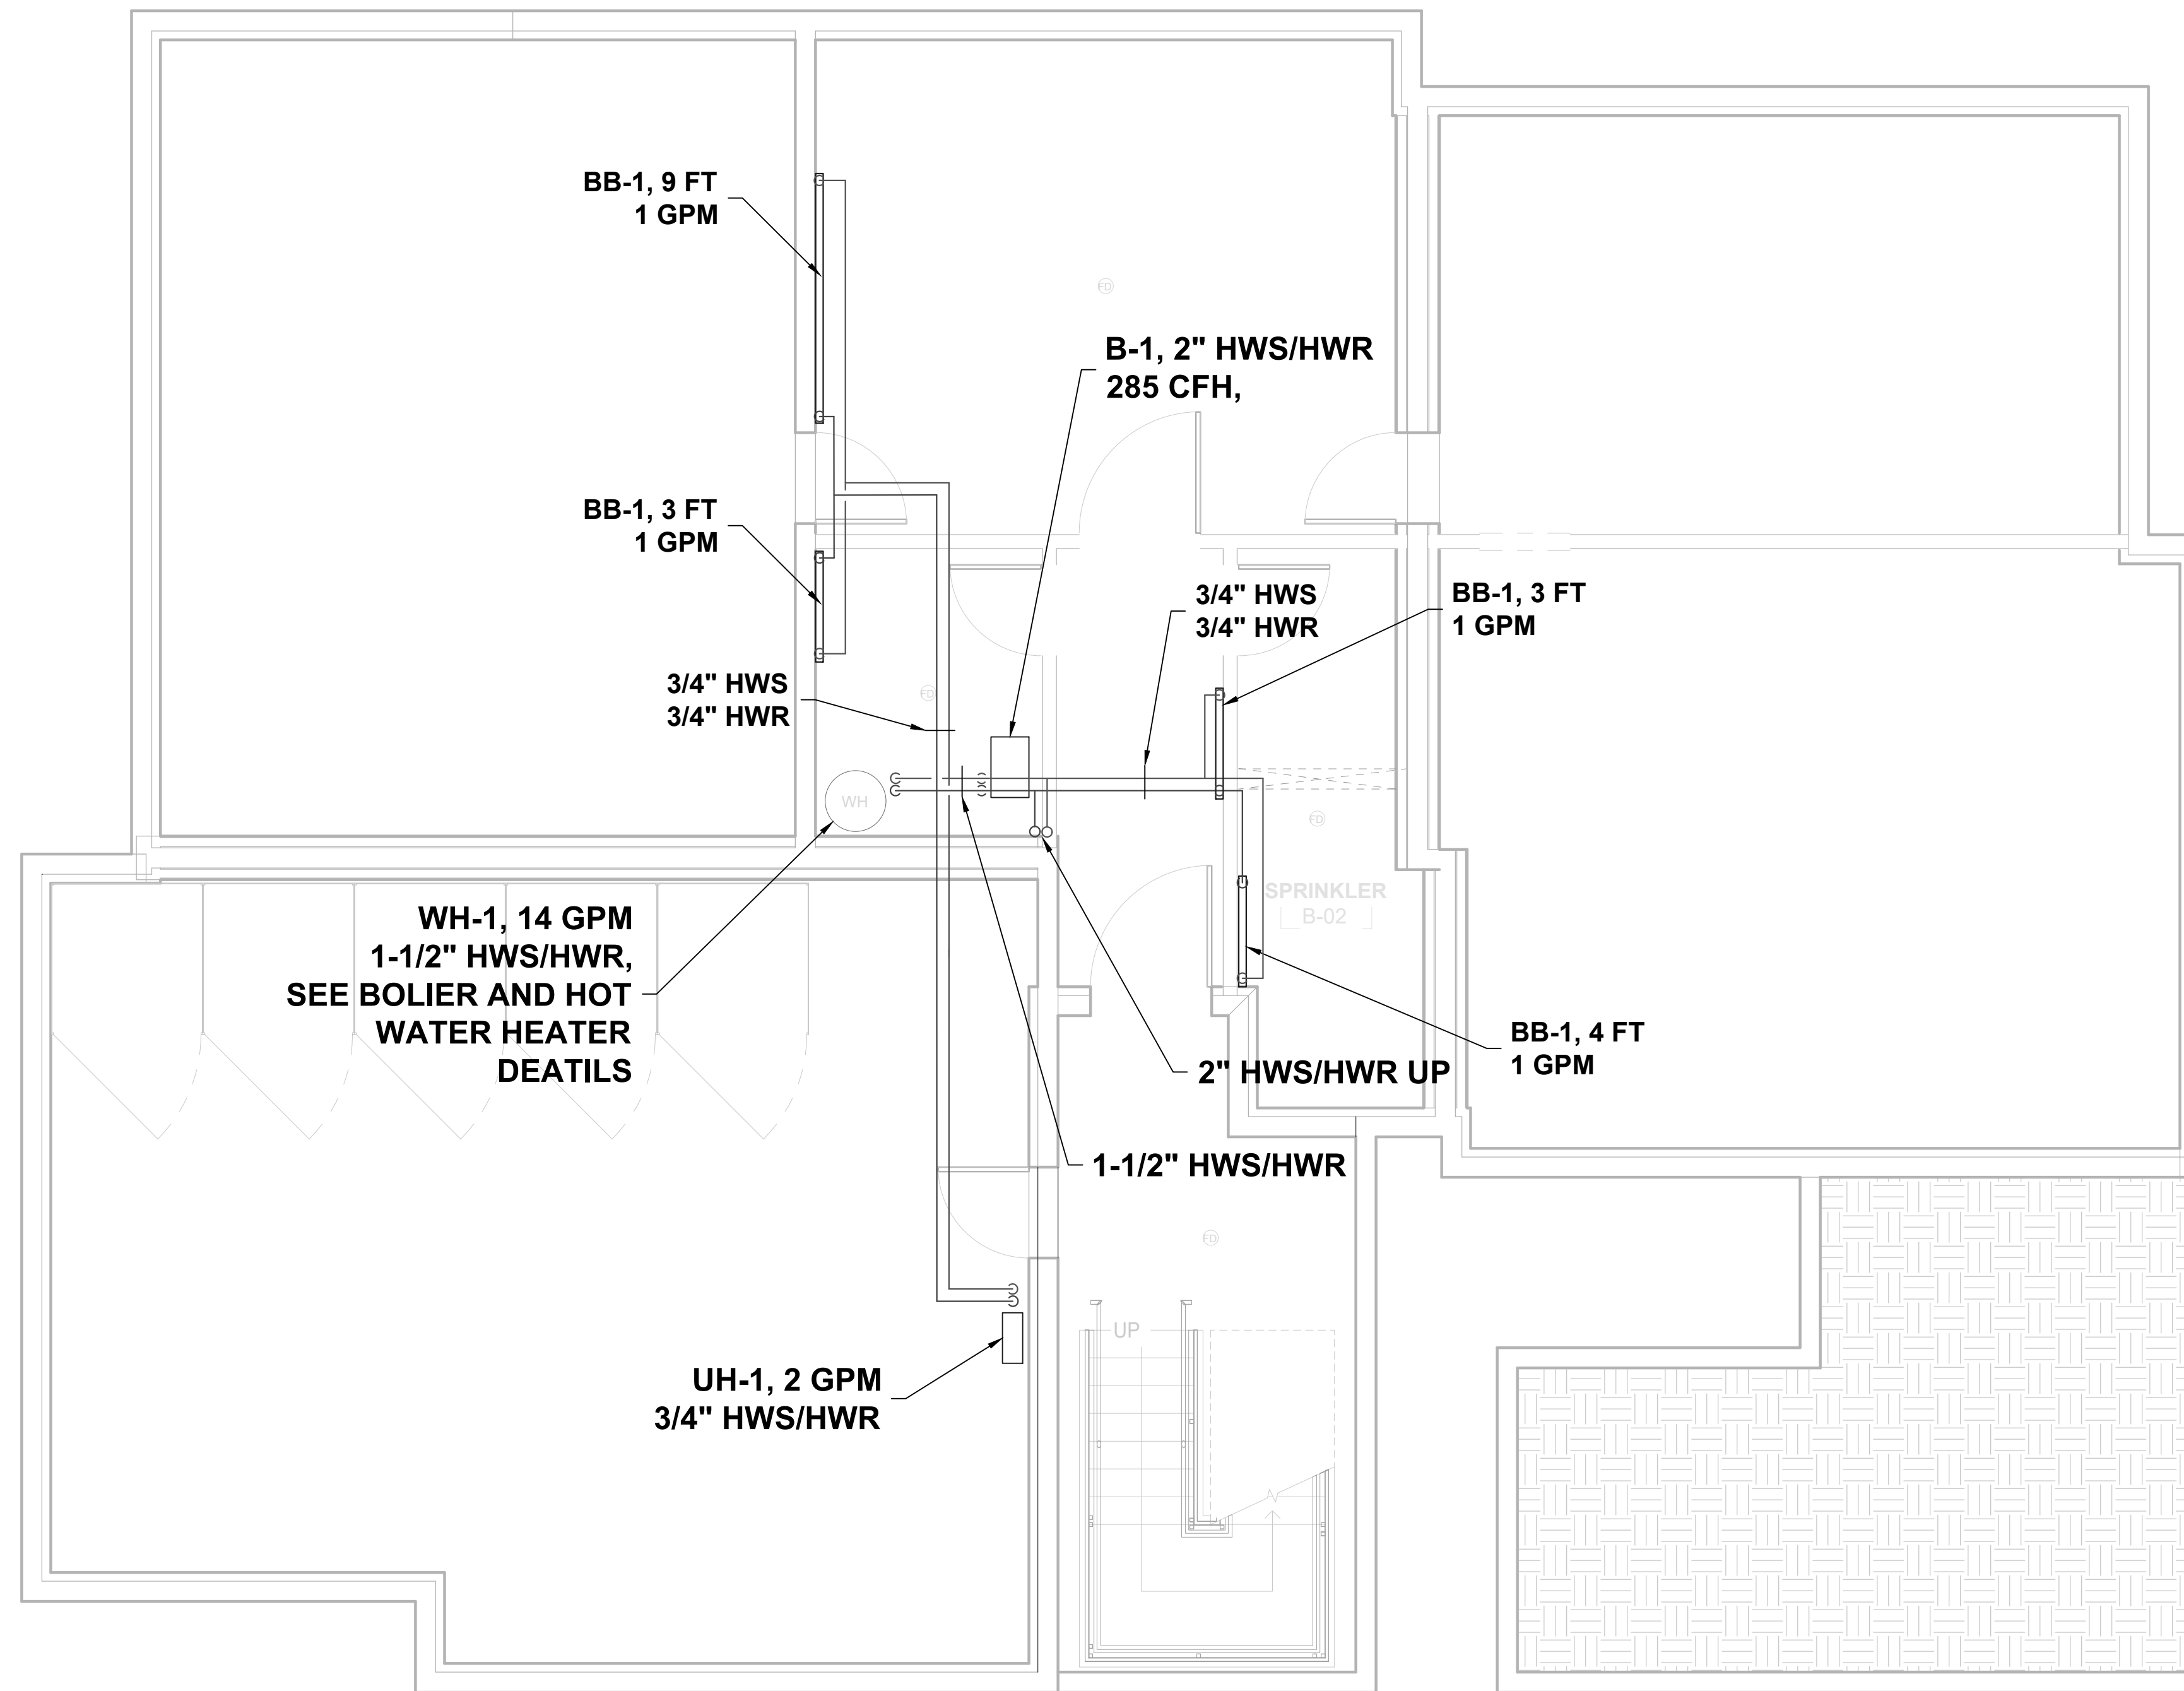 BB-1, 9 FT
1 GPM
FD
B-1, 2" HWS/HWR
285 CFH,
BB-1, 3 FT
1 GPM
3/4" HWS
3/4" HWR
BB-1, 3 FT
1 GPM
3/4" HWS
3/4" HWR
FD
WH
FD
SPRINKLER
B-02
WH-1, 14 GPM
1-1/2" HWS/HWR,
SEE BOLIER AND HOT
WATER HEATER
DEATILS
BB-1, 4 FT
1 GPM
2" HWS/HWR UP
1-1/2" HWS/HWR
FD
UP
UH-1, 2 GPM
3/4" HWS/HWR